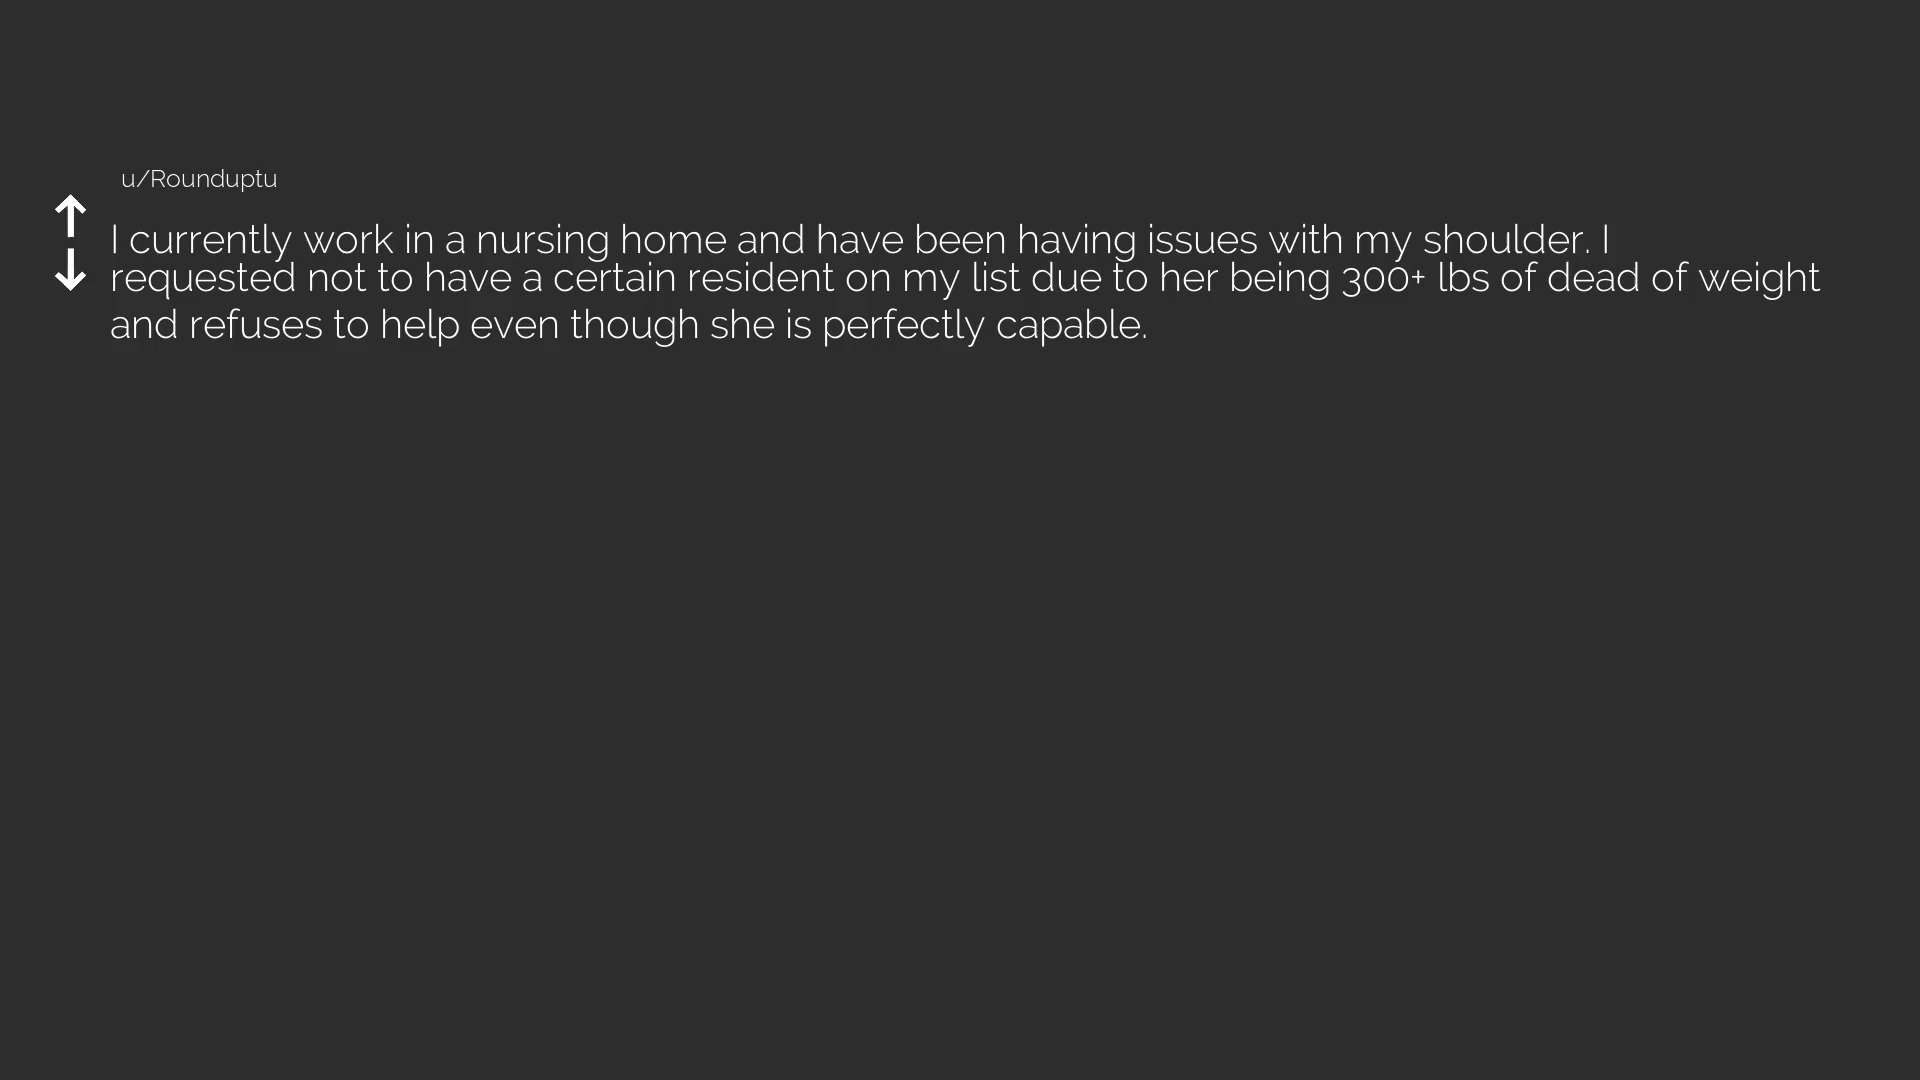 u/Rounduptu
I currently work in a nursing home and have been having issues with my shoulder. I
requested not to have a certain resident on my list due to her being 300+ lbs of dead of weight
and refuses to help even though she is perfectly capable.